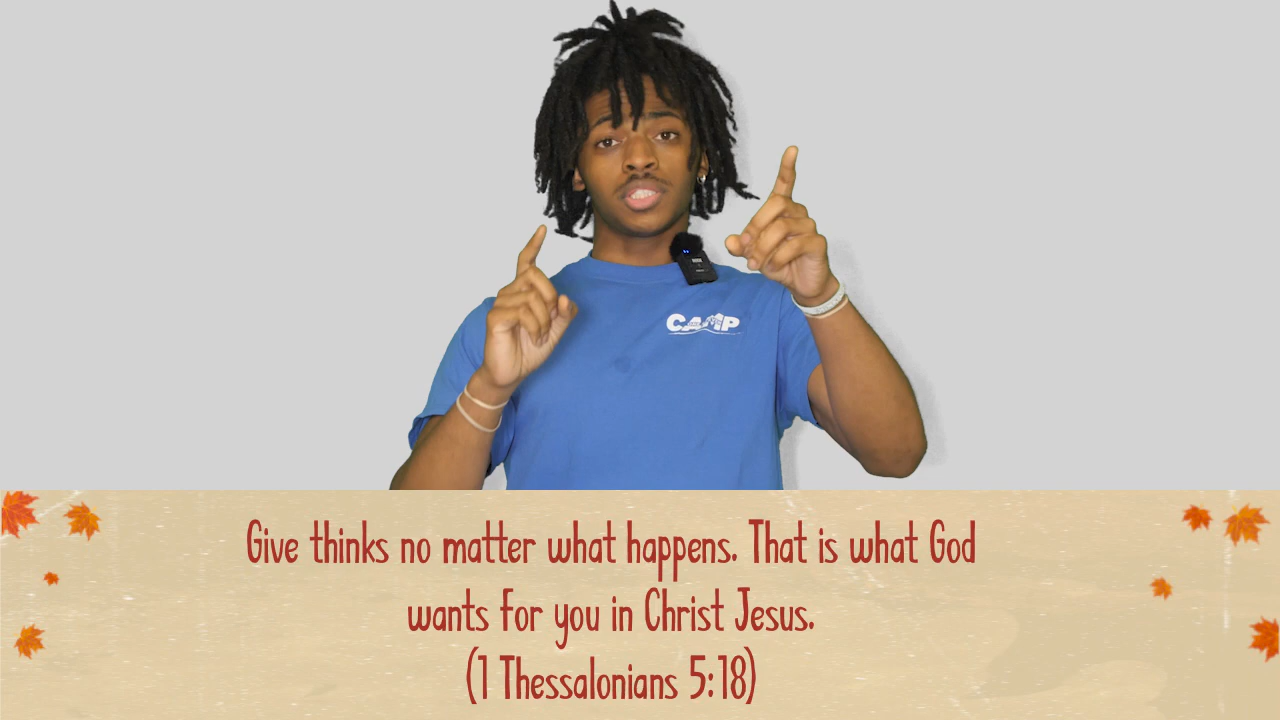 CAMP
Give thinks no matter what happens. That is what God
wants for you in Christ Jesus.
(1 Thessalonians 5:18)